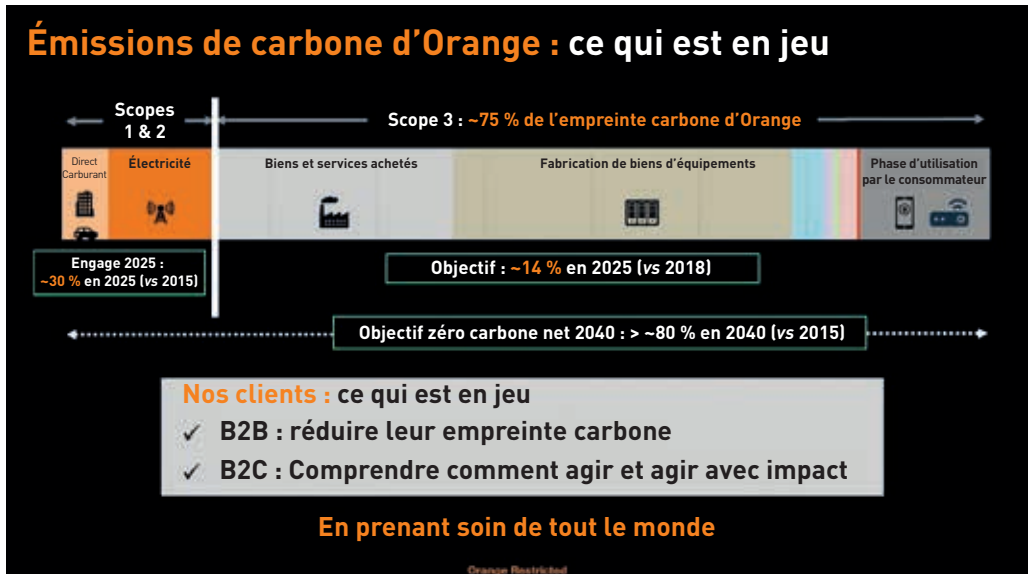 Émissions de carbone d’Orange : ce qui est en jeu
Scopes
1 & 2
Scope 3 : ~75 % de l’empreinte carbone d’Orange
Direct
Carburant
Électricité
Biens et services achetés
Fabrication de biens d’équipements
Phase d’utilisation
par le consommateur
Engage 2025 :
~30 % en 2025 (vs 2015)
Objectif : ~14 % en 2025 (vs 2018)
Objectif zéro carbone net 2040 : > ~80 % en 2040 (vs 2015)
Nos clients : ce qui est en jeu
✓ B2B : réduire leur empreinte carbone
✓ B2C : Comprendre comment agir et agir avec impact
En prenant soin de tout le monde
Orange Restricted